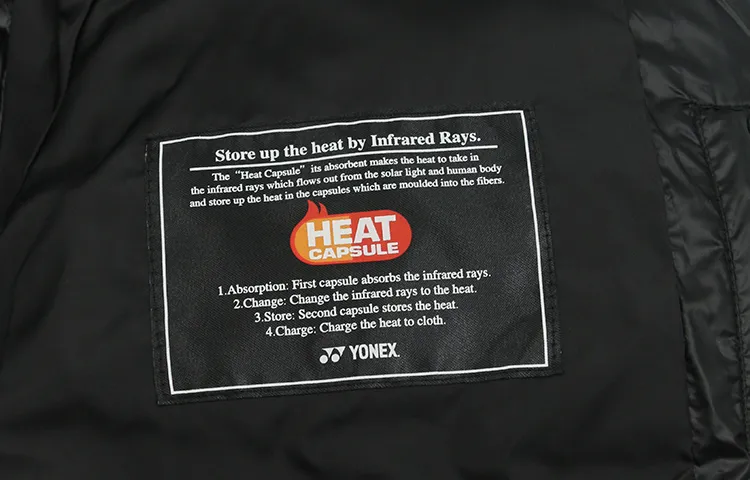 Store up the heat by Infrared Rays.
The “Heat Capsule” its absorbent makes the heat to take in
the infrared rays which flows out from the solar light and human body
and store up the heat in the capsules which are moulded into the fibers.
HEAT
CAPSULE
1.Absorption: First capsule absorbs the infrared rays.
2.Change: Change the infrared rays to the heat.
3.Store: Second capsule stores the heat.
4.Charge: Charge the heat to cloth.
YONEX.